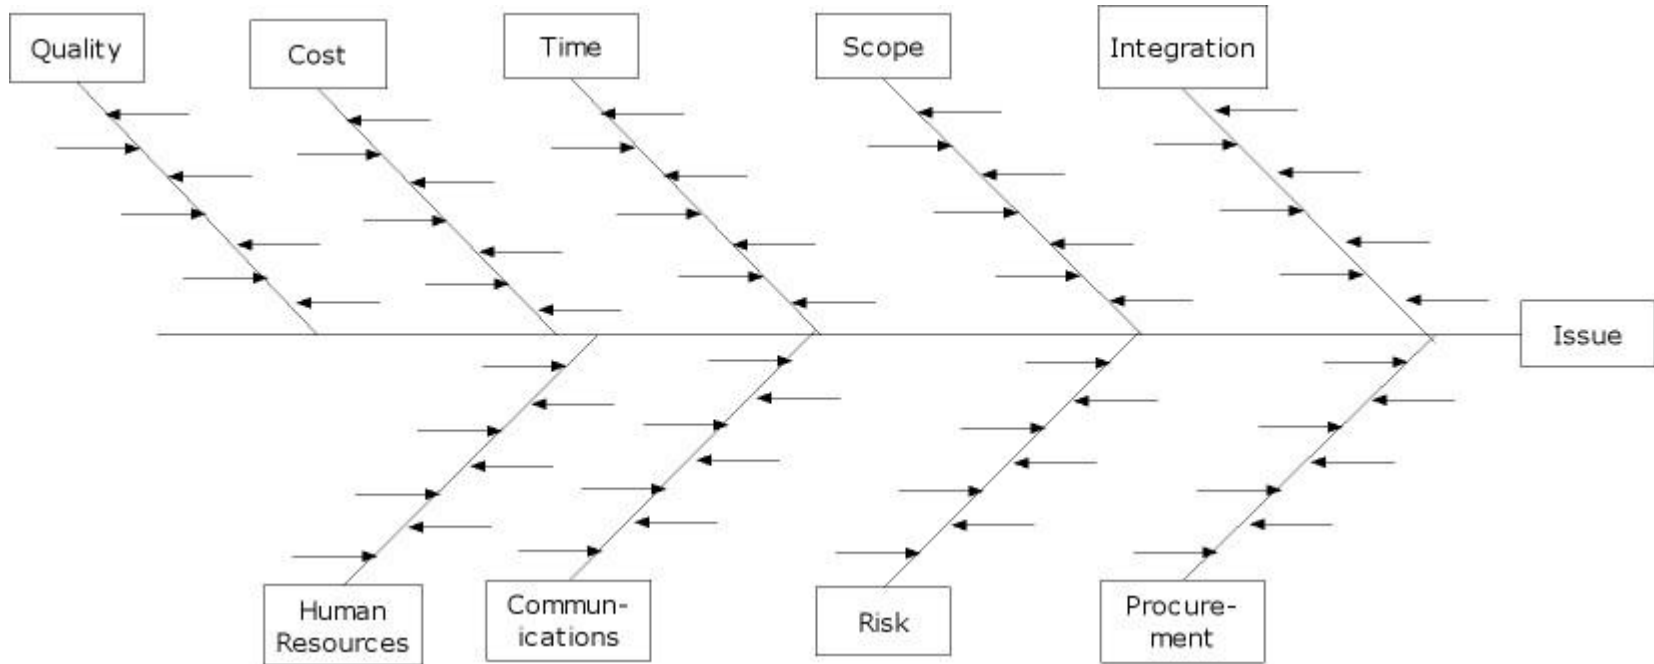 Quality
Cost
Time
Scope
Integration
Issue
Human
Resources
Commun-
ications
Risk
Procure-
ment